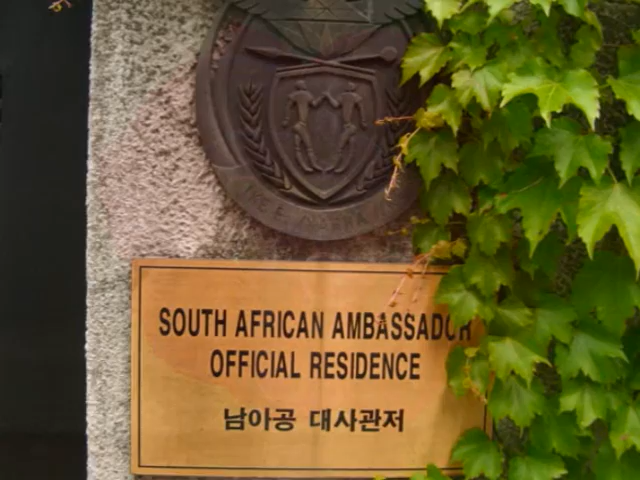 SOUTH AFRICAN AMBASSADOR
OFFICIAL RESIDENCE
남아공 대사관저